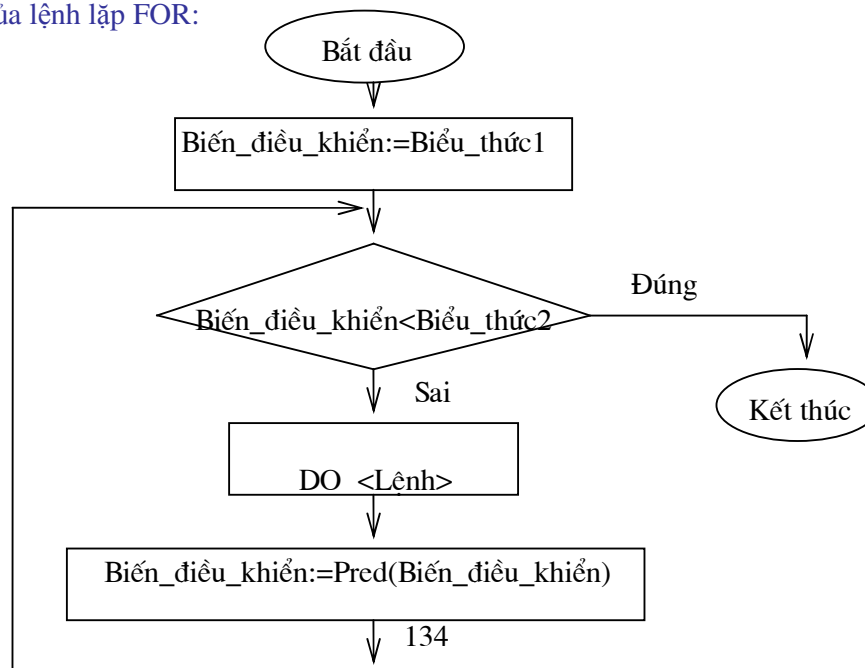 ủa lệnh lặp FOR:
Bắt đầu
Biến_điều_khiển:=Biểu_thức1
Biến_điều_khiển<Biểu_thức2
Đúng
Sai
Kết thúc
DO <Lệnh>
Biến_điều_khiển:=Pred(Biến_điều_khiển)
134